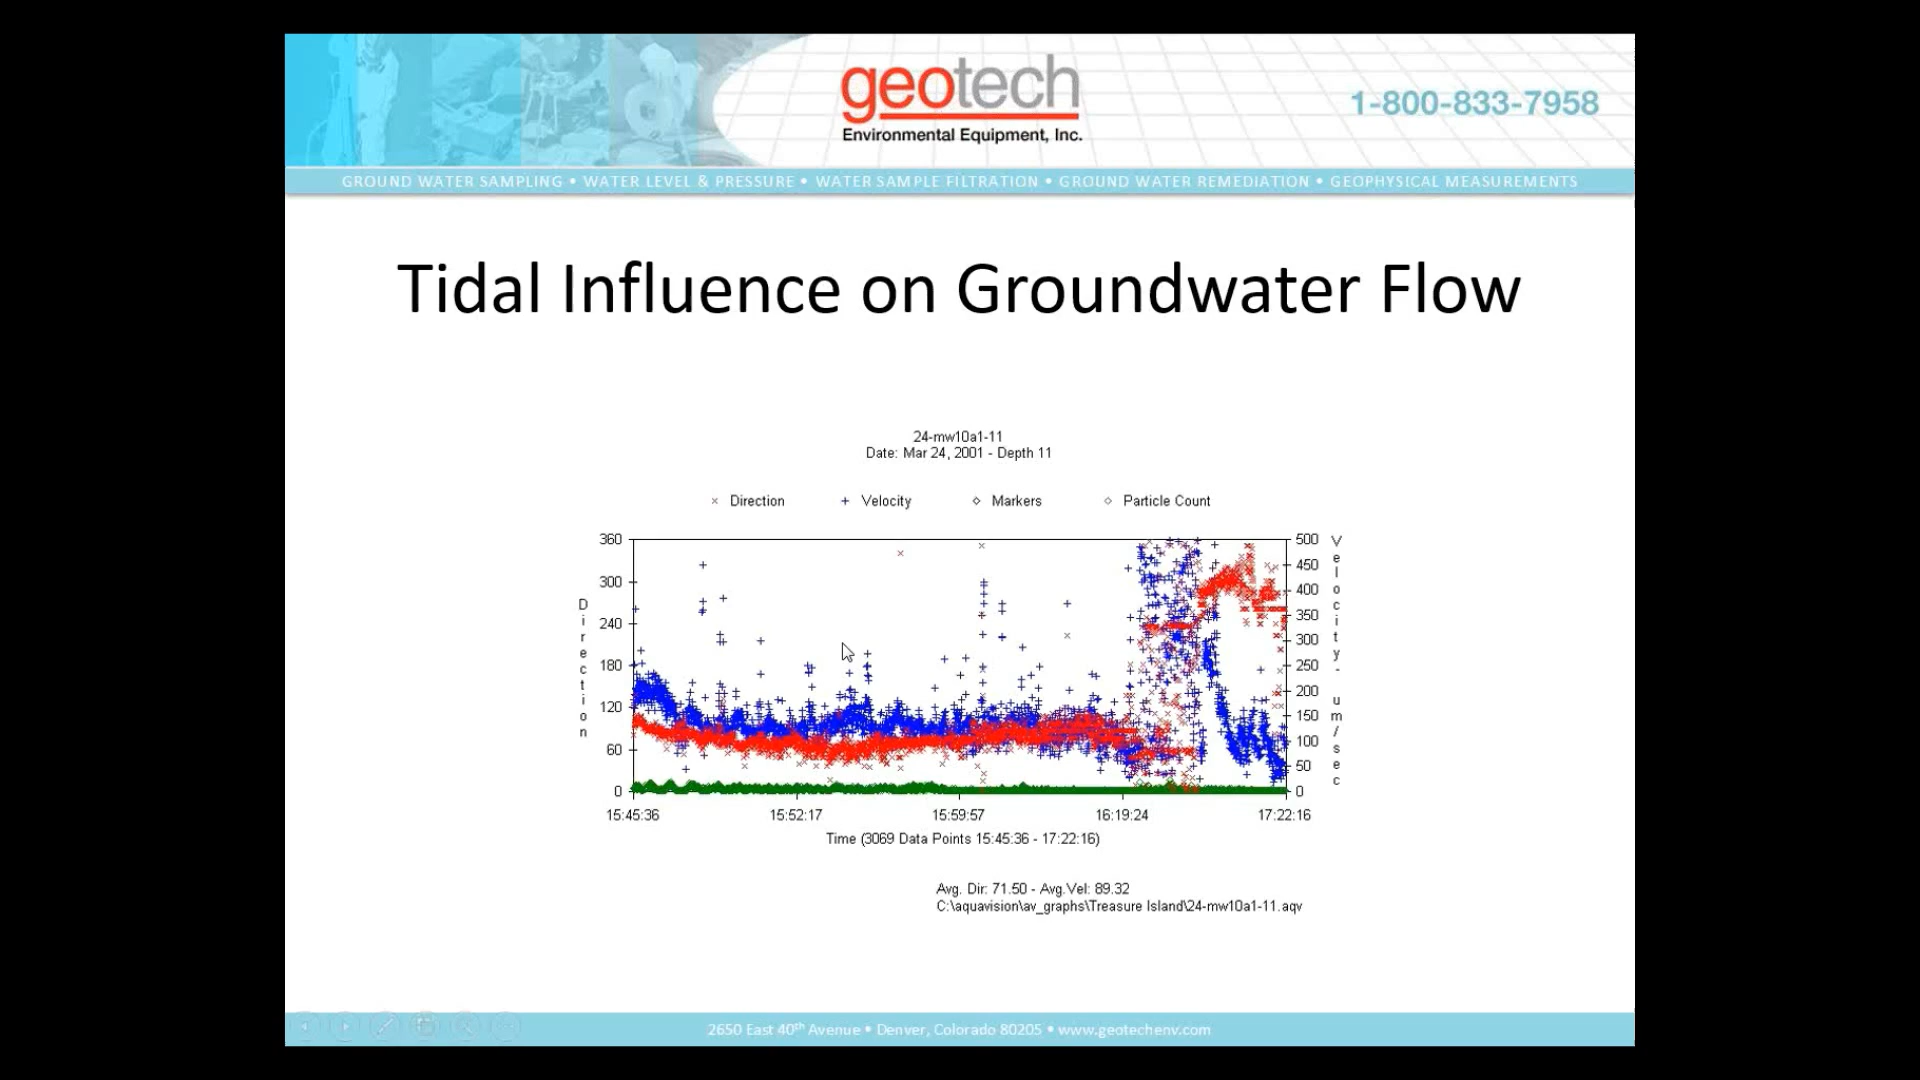 geotech
Environmental Equipment, Inc.
1-800-833-7958
GROUND WATER SAMPLING • WATER LEVEL & PRESSURE • WATER SAMPLE FILTRATION • GROUND WATER REMEDIATION • GEOPHYSICAL MEASUREMENTS
Tidal Influence on Groundwater Flow
24-mw10a1-11
Date: Mar 24, 2001 - Depth 11
Direction Velocity Markers Particle Count
360
300
240
180
120
60
0
Direction
500
450
400
350
300
250
200
150
100
50
0
Velocity - um/sec
15:45:36 15:52:17 15:59:57 16:19:24 17:22:16
Time (3069 Data Points 15:45:36 - 17:22:16)
Avg. Dir: 71.50 - Avg.Vel: 89.32
C:\aquavision\av_graphs\Treasure Island\24-mw10a1-11.aqv
2650 East 40th Avenue • Denver, Colorado 80205 • www.geotechenv.com